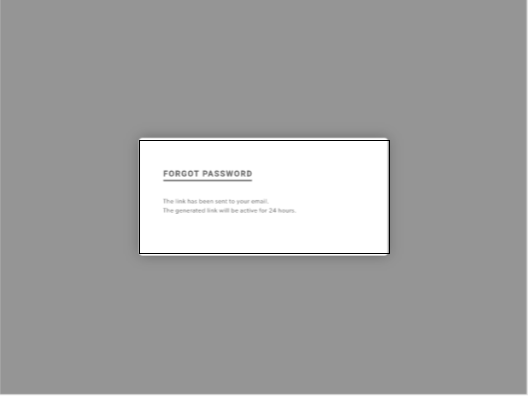 FORGOT PASSWORD
The link has been sent to your email.
The generated link will be active for 24 hours.